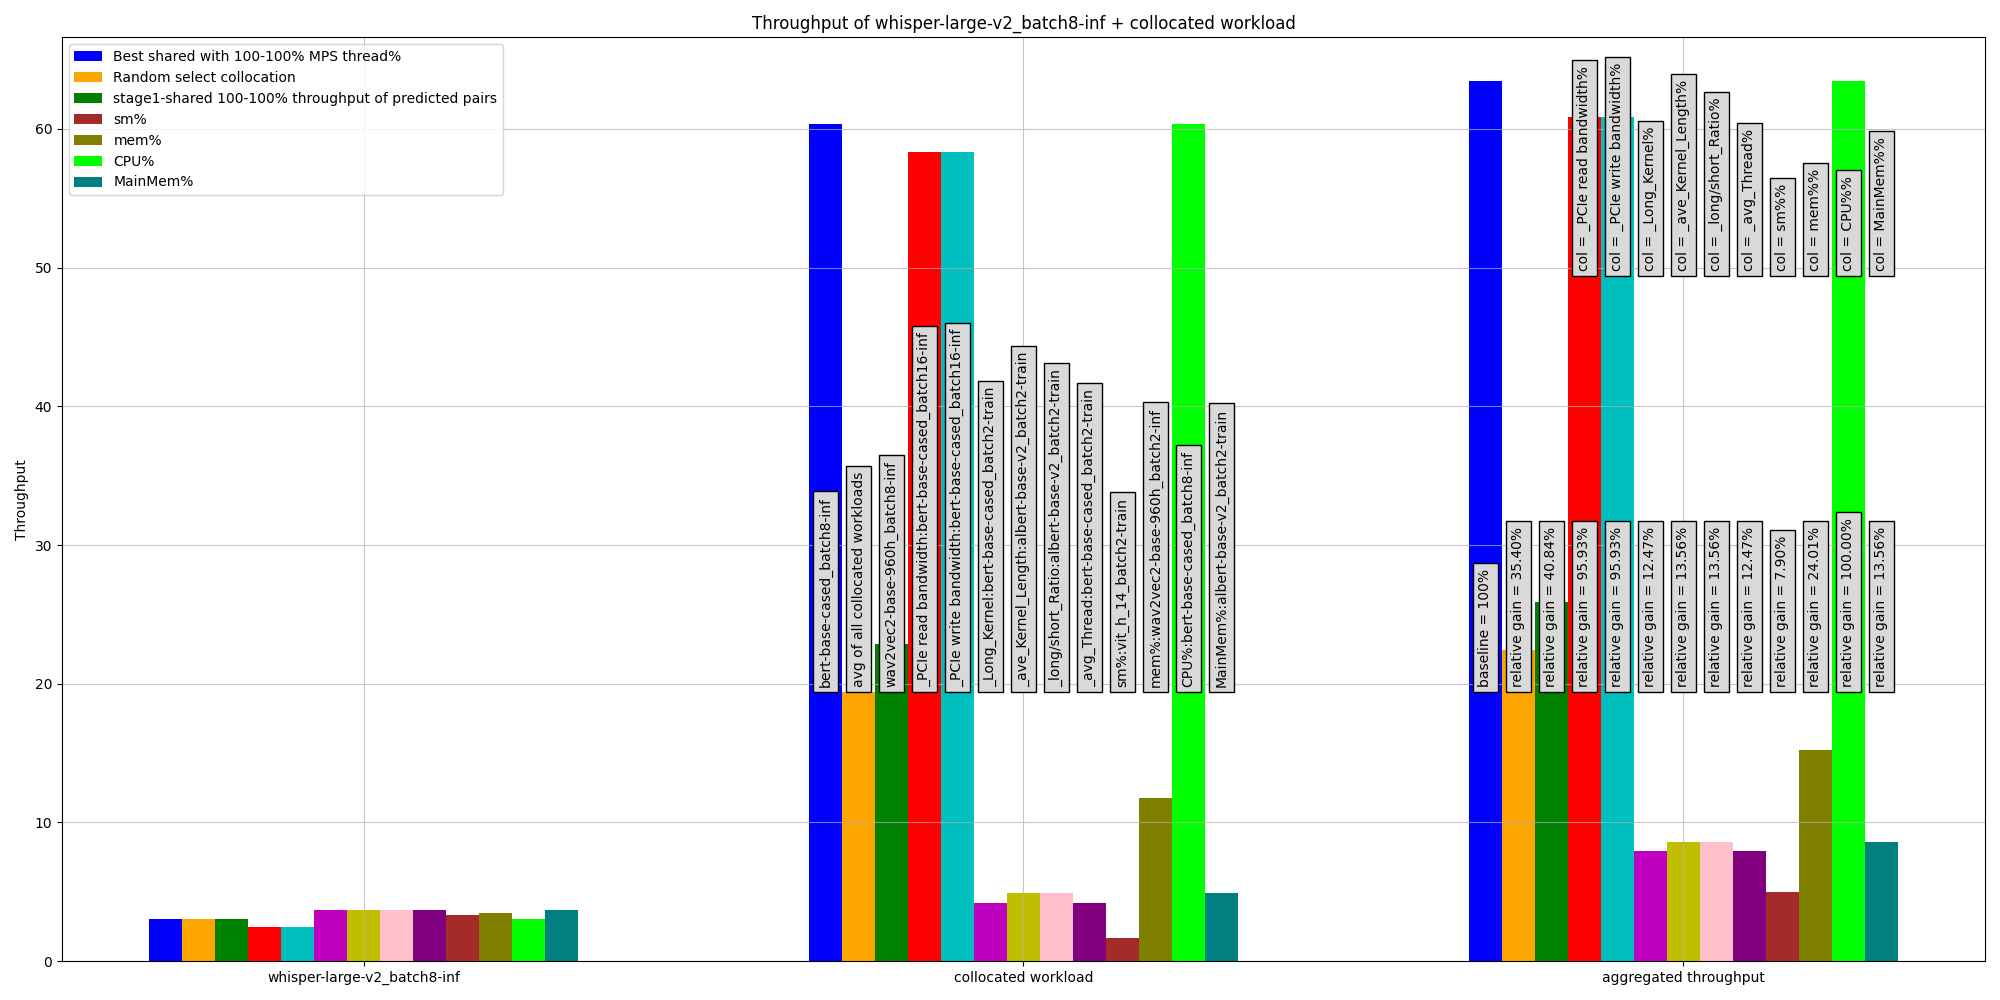 Throughput of whisper-large-v2_batch8-inf + collocated workload
Best shared with 100-100% MPS thread%
Random select collocation
stage1-shared 100-100% throughput of predicted pairs
sm%
mem%
CPU%
MainMem%
Throughput
60
50
40
30
20
10
0
bert-base-cased_batch8-inf
avg of all collocated workloads
wav2vec2-base-960h_batch8-inf
_PCIe read bandwidth:bert-base-cased_batch16-inf
_PCIe write bandwidth:bert-base-cased_batch16-inf
_Long_Kernel:bert-base-cased_batch2-train
_ave_Kernel_Length:albert-base-v2_batch2-train
_long/short_Ratio:albert-base-v2_batch2-train
_avg_Thread:bert-base-cased_batch2-train
sm%:vit_h_14_batch2-train
mem%:wav2vec2-base-960h_batch2-inf
CPU%:bert-base-cased_batch8-inf
MainMem%:albert-base-v2_batch2-train
col = _PCIe read bandwidth%
col = _PCIe write bandwidth%
col = _Long_Kernel%
col = _ave_Kernel_Length%
col = _long/short_Ratio%
col = _avg_Thread%
col = sm%%
col = mem%%
col = CPU%%
col = MainMem%%
baseline = 100%
relative gain = 35.40%
relative gain = 40.84%
relative gain = 95.93%
relative gain = 95.93%
relative gain = 12.47%
relative gain = 13.56%
relative gain = 13.56%
relative gain = 12.47%
relative gain = 7.90%
relative gain = 24.01%
relative gain = 100.00%
relative gain = 13.56%
whisper-large-v2_batch8-inf
collocated workload
aggregated throughput